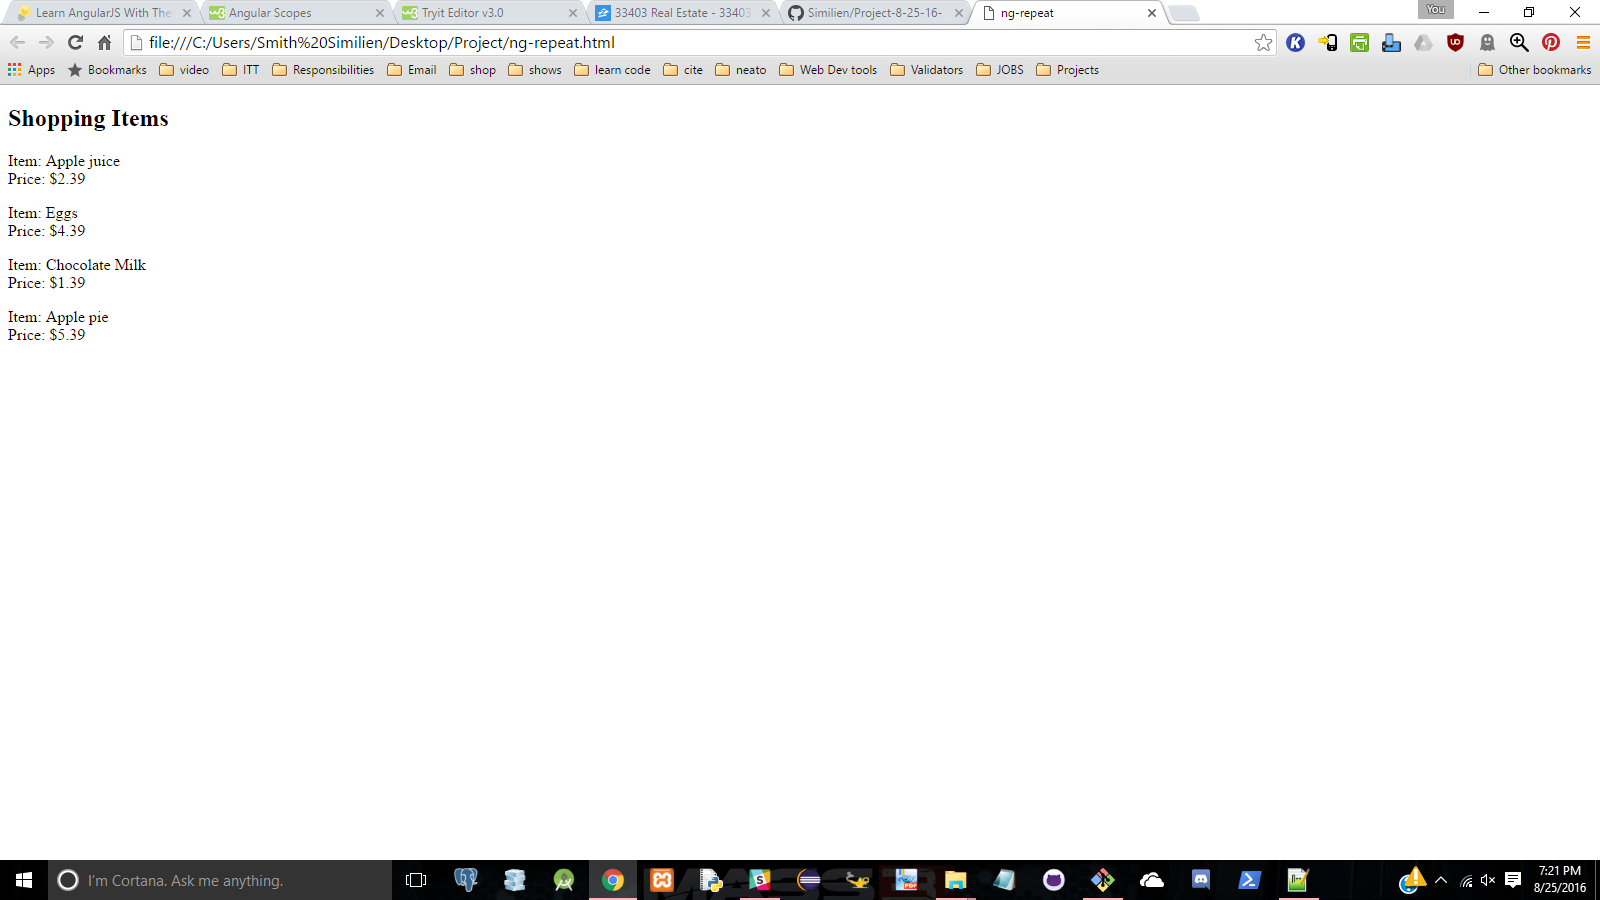 Learn AngularJS With The
Angular Scopes
Tryit Editor v3.0
33403 Real Estate - 33403
Similien/Project-8-25-16-
ng-repeat
You
file:///C:/Users/Smith%20Similien/Desktop/Project/ng-repeat.html
Apps
Bookmarks
video
ITT
Responsibilities
Email
shop
shows
learn code
cite
neato
Web Dev tools
Validators
JOBS
Projects
Other bookmarks
Shopping Items
Item: Apple juice
Price: $2.39
Item: Eggs
Price: $4.39
Item: Chocolate Milk
Price: $1.39
Item: Apple pie
Price: $5.39
I'm Cortana. Ask me anything.
7:21 PM
8/25/2016